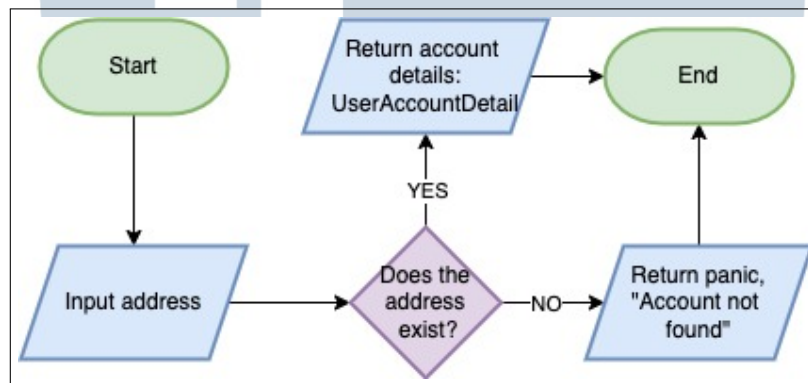 Start
Input address
Does the
address
exist?
YES
Return account
details:
UserAccountDetail
End
NO
Return panic,
"Account not
found"